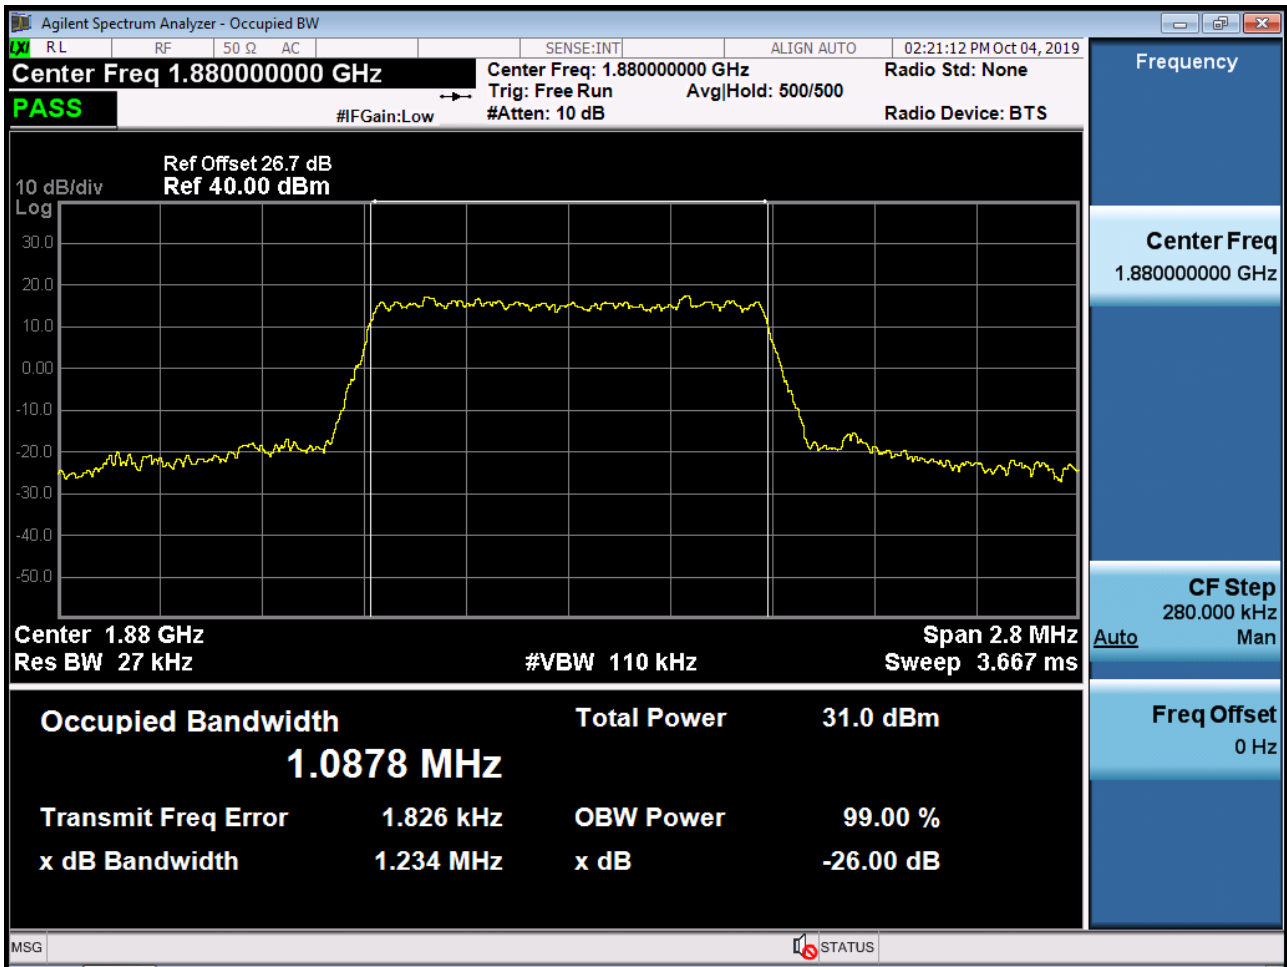 Agilent Spectrum Analyzer - Occupied BW
LXI RL RF 50 Ω AC SENSE:INT ALIGN AUTO 02:21:12 PM Oct 04, 2019
Center Freq 1.880000000 GHz
Center Freq: 1.880000000 GHz
Radio Std: None
Trig: Free Run Avg|Hold: 500/500
PASS
#IFGain:Low
#Atten: 10 dB
Radio Device: BTS
Ref Offset 26.7 dB
10 dB/div Ref 40.00 dBm
Log
30.0
20.0
10.0
0.00
-10.0
-20.0
-30.0
-40.0
-50.0
Center 1.88 GHz Span 2.8 MHz
Res BW 27 kHz #VBW 110 kHz Sweep 3.667 ms
Occupied Bandwidth Total Power 31.0 dBm
1.0878 MHz
Transmit Freq Error 1.826 kHz OBW Power 99.00 %
x dB Bandwidth 1.234 MHz x dB -26.00 dB
MSG STATUS
Frequency
Center Freq
1.880000000 GHz
CF Step
280.000 kHz
Auto Man
Freq Offset
0 Hz